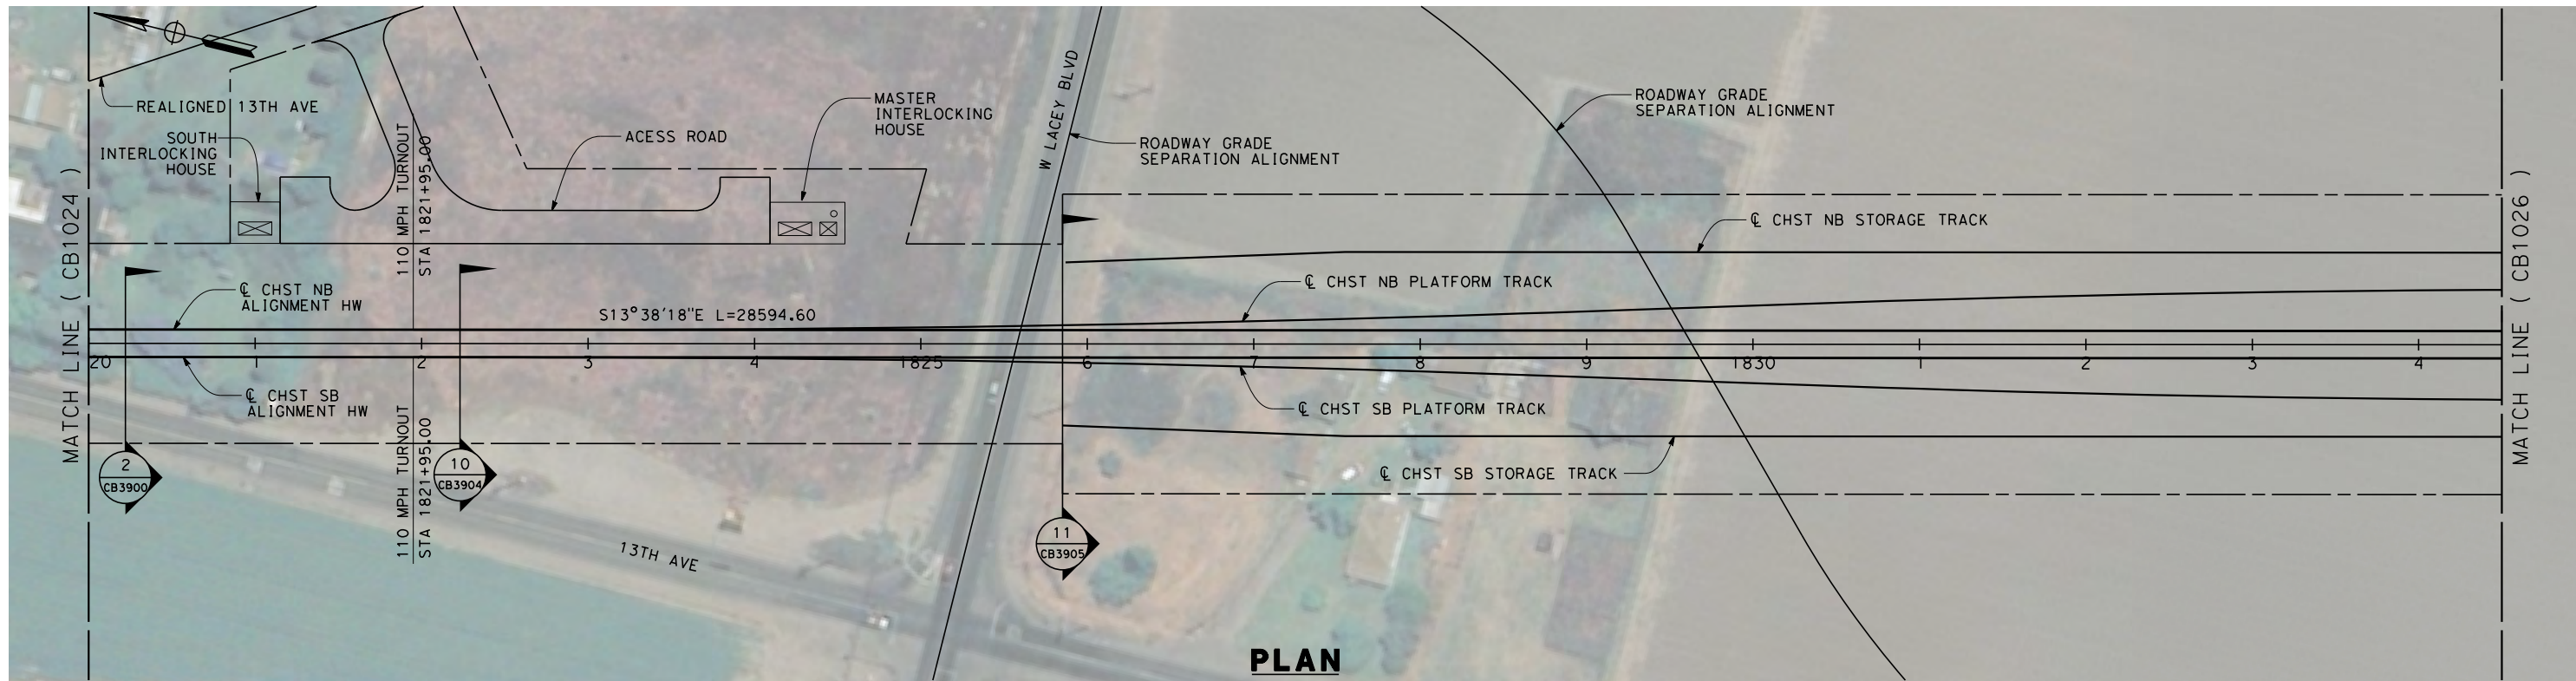 REALIGNED 13TH AVE
SOUTH
INTERLOCKING
HOUSE
110 MPH TURNOUT
STA 1821+95.00
ACESS ROAD
MASTER
INTERLOCKING
HOUSE
W LACEY BLVD
ROADWAY GRADE
SEPARATION ALIGNMENT
ROADWAY GRADE
SEPARATION ALIGNMENT
MATCH LINE ( CB1024 )
MATCH LINE ( CB1026 )
℄ CHST NB STORAGE TRACK
℄ CHST NB PLATFORM TRACK
℄ CHST NB
ALIGNMENT HW
S13°38'18"E L=28594.60
20 1 2 3 4 1825 6 7 8 9 1830 1 2 3 4
℄ CHST SB
ALIGNMENT HW
℄ CHST SB PLATFORM TRACK
℄ CHST SB STORAGE TRACK
110 MPH TURNOUT
STA 1821+95.00
2
CB3900
10
CB3904
11
CB3905
13TH AVE
PLAN